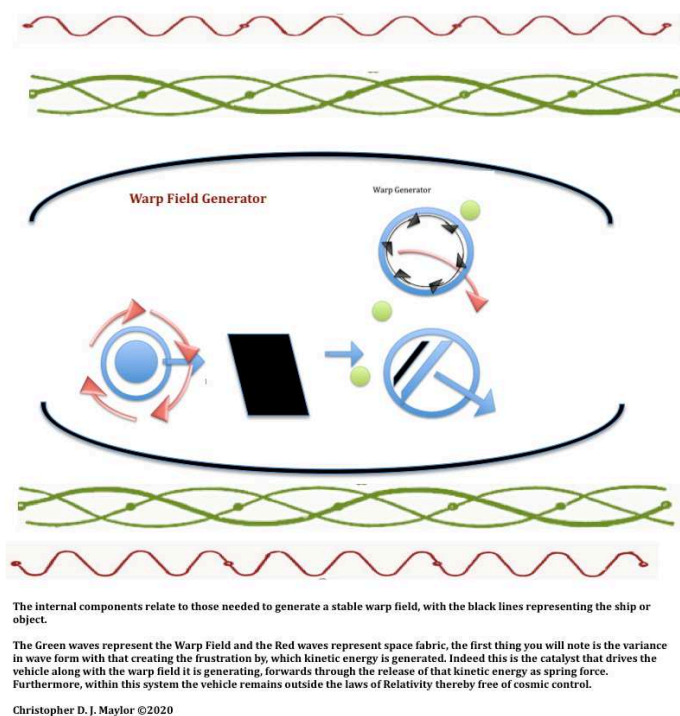 Warp Generator
Warp Field Generator
The internal components relate to those needed to generate a stable warp field, with the black lines representing the ship or
object.
The Green waves represent the Warp Field and the Red waves represent space fabric, the first thing you will note is the variance
in wave form with that creating the frustration by, which kinetic energy is generated. Indeed this is the catalyst that drives the
vehicle along with the warp field it is generating, forwards through the release of that kinetic energy as spring force.
Furthermore, within this system the vehicle remains outside the laws of Relativity thereby free of cosmic control.
Christopher D. J. Maylor ©2020